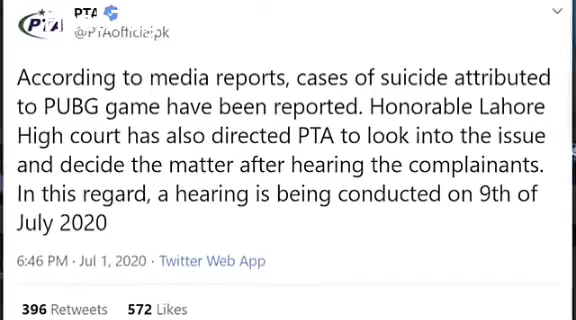 PTA
PTA
@PTAofficialpk
According to media reports, cases of suicide attributed
to PUBG game have been reported. Honorable Lahore
High court has also directed PTA to look into the issue
and decide the matter after hearing the complainants.
In this regard, a hearing is being conducted on 9th of
July 2020
6:46 PM · Jul 1, 2020 · Twitter Web App
396 Retweets 572 Likes